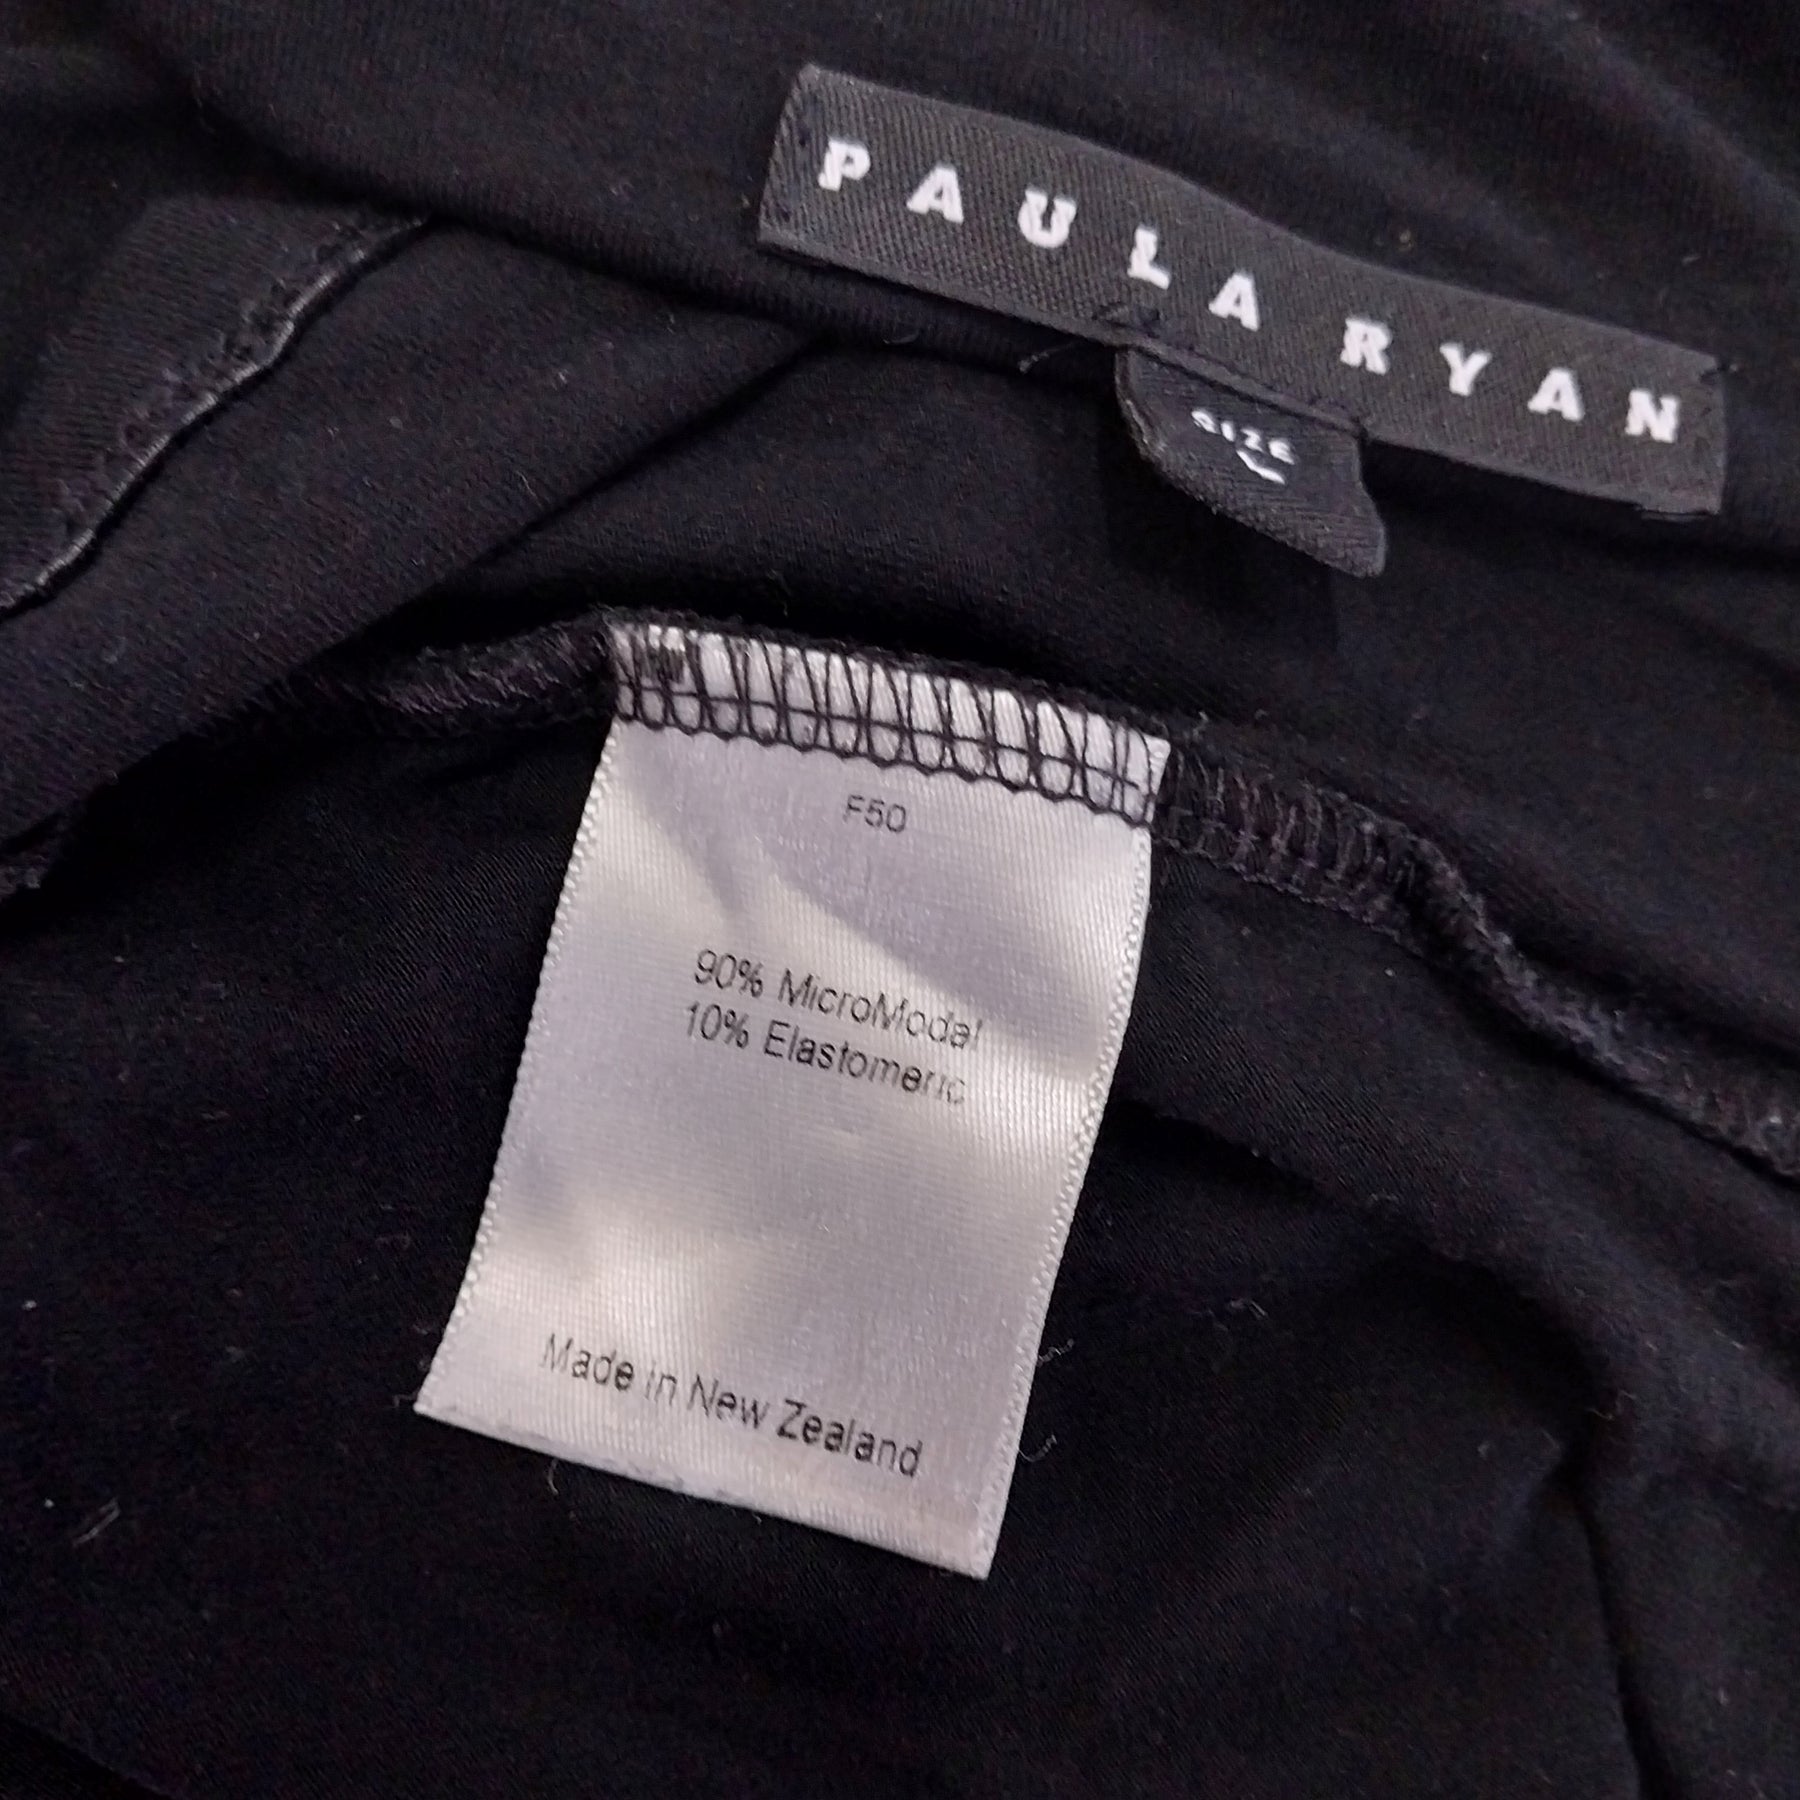 PAULA RYAN
SIZE
F50
90% MicroModal
10% Elastomeric
Made in New Zealand